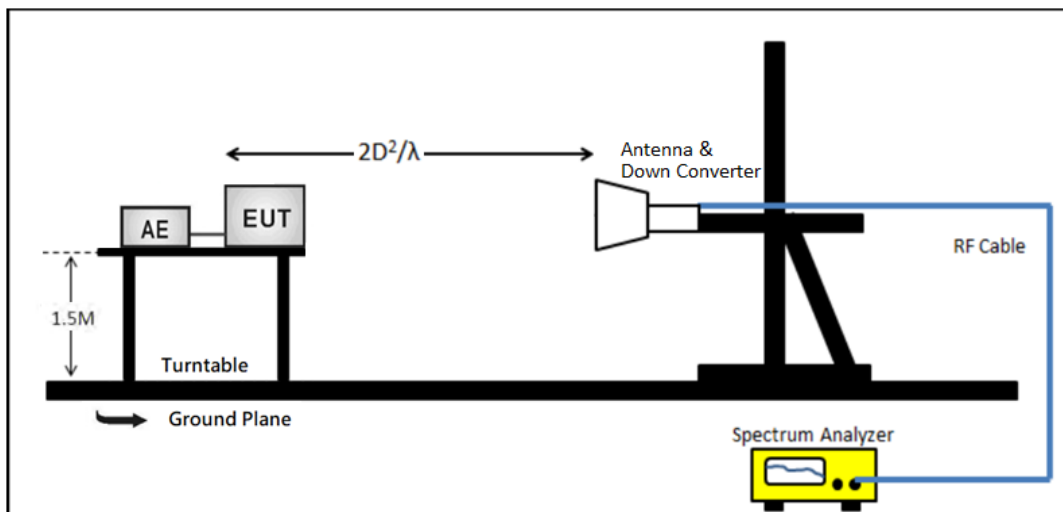 2D²/λ
Antenna &
Down Converter
AE
EUT
RF Cable
1.5M
Turntable
Ground Plane
Spectrum Analyzer